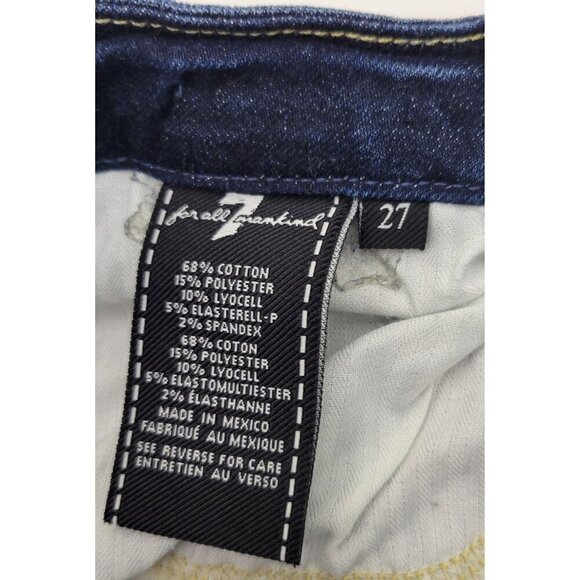 7
for all mankind
27
68% COTTON
15% POLYESTER
10% LYOCELL
5% ELASTERELL-P
2% SPANDEX
68% COTON
15% POLYESTER
10% LYOCELL
5% ELASTOMULTIESTER
2% ÉLASTHANNE
MADE IN MEXICO
FABRIQUÉ AU MEXIQUE
SEE REVERSE FOR CARE
ENTRETIEN AU VERSO